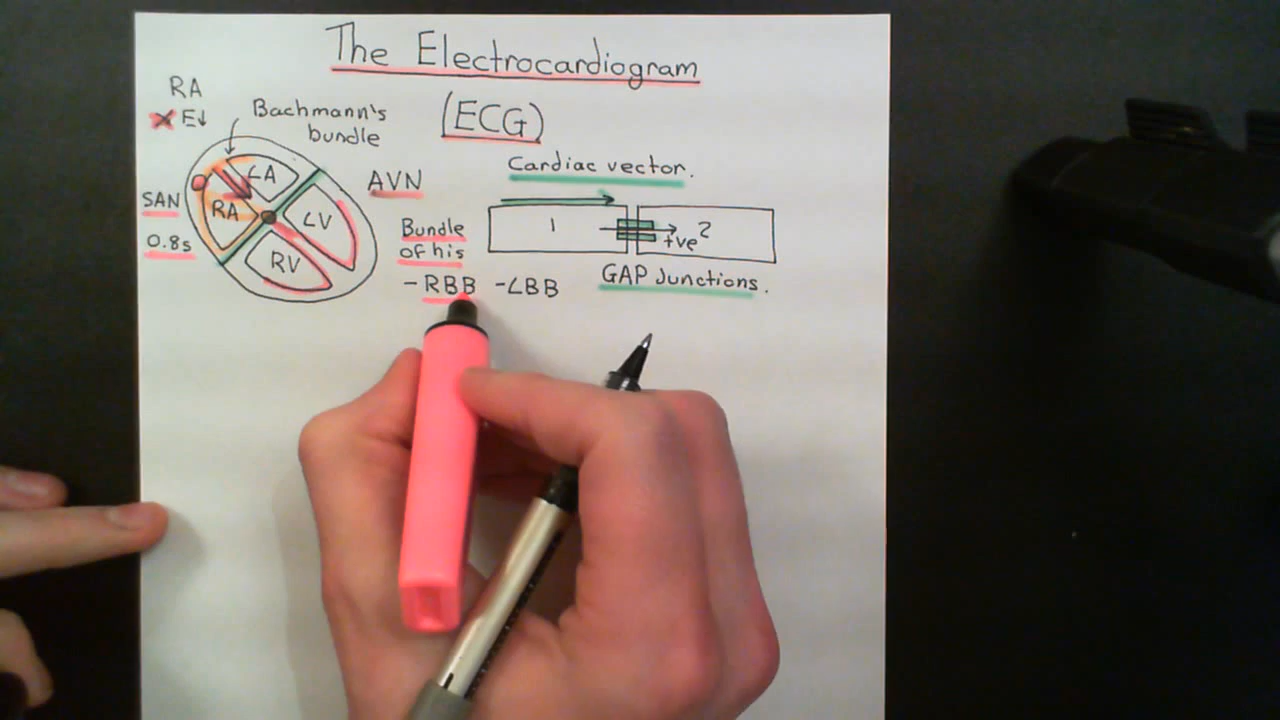 The Electrocardiogram
(ECG)
RA
E↓
Bachmann's
bundle
SAN
0.8s
LA
RA
LV
RV
AVN
Bundle
of his
- RBB - LBB
Cardiac vector.
1
2
+ve
GAP Junctions.